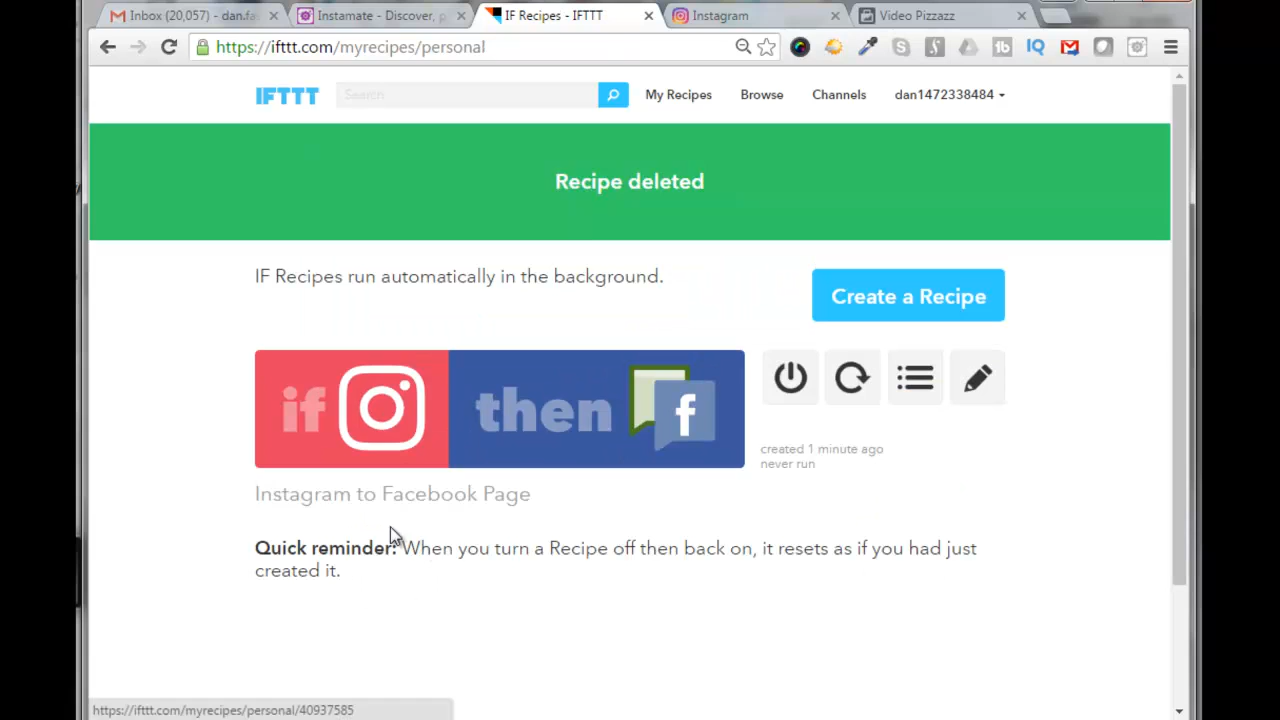 Inbox (20,057) - dan.fas
Instamate - Discover, p
IF Recipes - IFTTT
Instagram
Video Pizzazz
https://ifttt.com/myrecipes/personal
IQ
IFTTT
Search
My Recipes
Browse
Channels
dan1472338484
Recipe deleted
IF Recipes run automatically in the background.
Create a Recipe
if
then
created 1 minute ago
never run
Instagram to Facebook Page
Quick reminder: When you turn a Recipe off then back on, it resets as if you had just
created it.
https://ifttt.com/myrecipes/personal/40937585